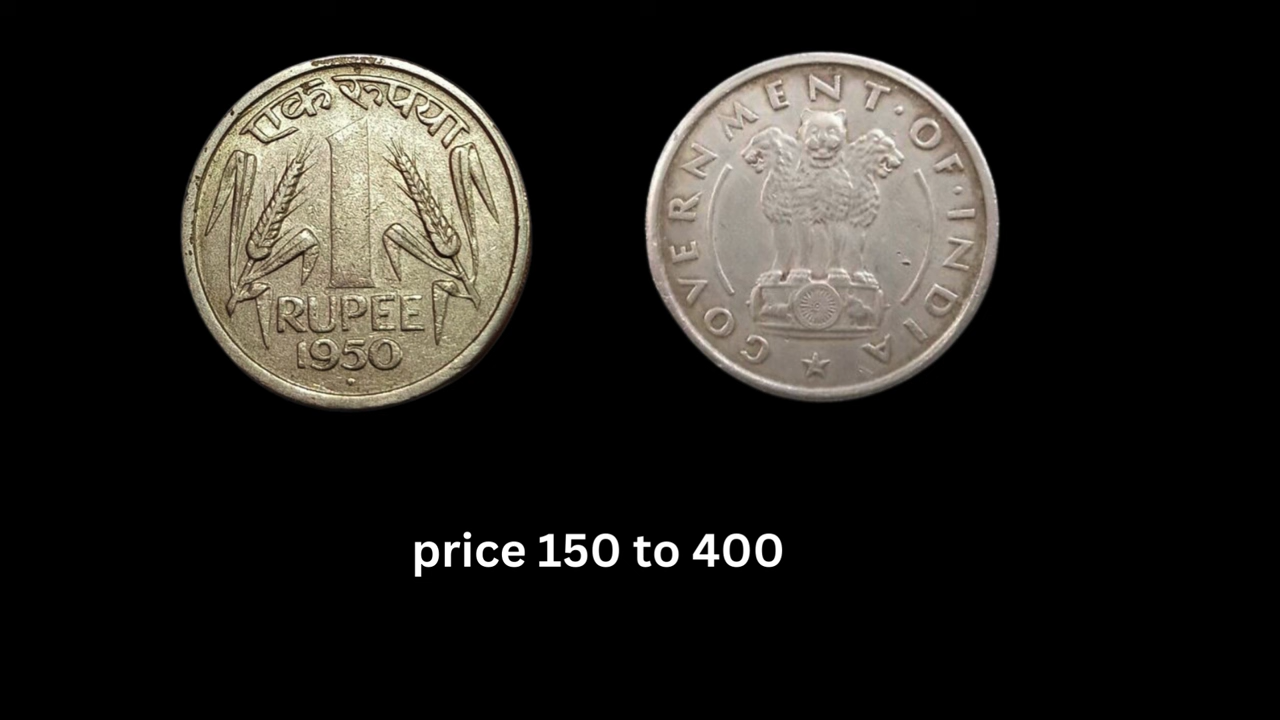 एक रुपया
1
RUPEE
1950
GOVERNMENT · OF · INDIA
price 150 to 400